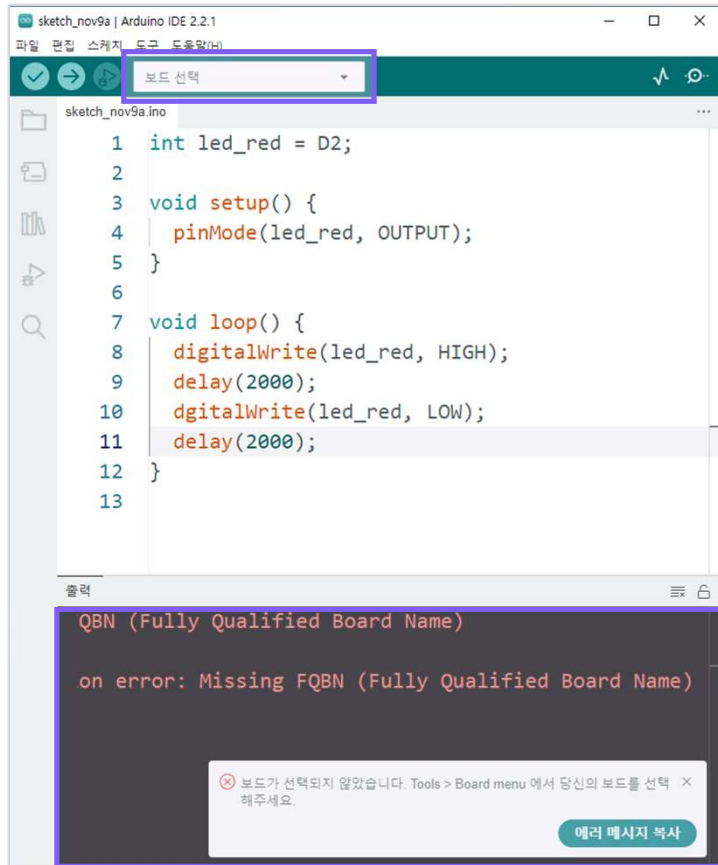 sketch_nov9a | Arduino IDE 2.2.1
파일 편집 스케치 도구 도움말(H)
보드 선택
sketch_nov9a.ino
1 int led_red = D2;
2
3 void setup() {
4 pinMode(led_red, OUTPUT);
5 }
6
7 void loop() {
8 digitalWrite(led_red, HIGH);
9 delay(2000);
10 dgitalWrite(led_red, LOW);
11 delay(2000);
12 }
13
출력
QBN (Fully Qualified Board Name)
on error: Missing FQBN (Fully Qualified Board Name)
보드가 선택되지 않았습니다. Tools > Board menu 에서 당신의 보드를 선택
해주세요.
에러 메시지 복사